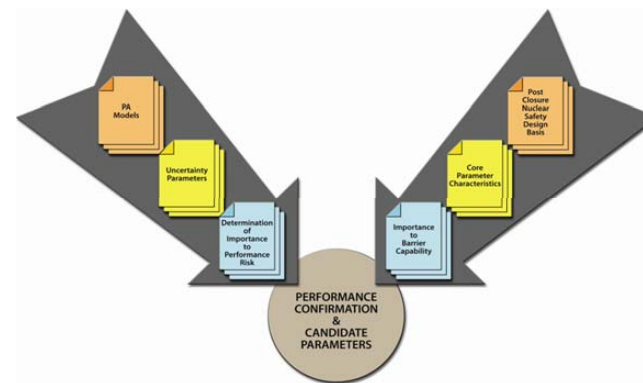 PA
Models
Uncertainty
Parameters
Determination
of
Importance
to
Performance
Risk
Post
Closure
Nuclear
Safety
Design
Basis
Core
Parameter
Characteristics
Importance
to
Barrier
Capability
PERFORMANCE
CONFIRMATION
&
CANDIDATE
PARAMETERS